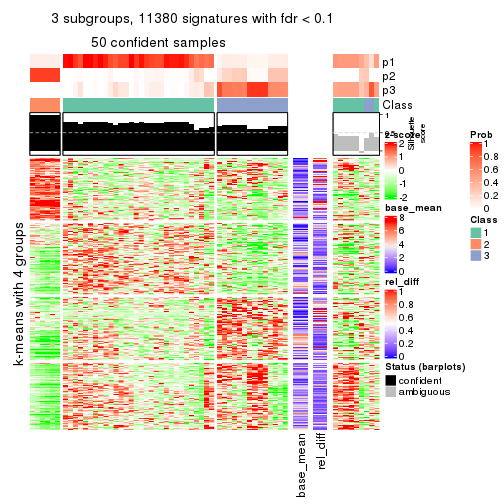 3 subgroups, 11380 signatures with fdr < 0.1
50 confident samples
p1
p2
p3
Class
1
0
Silhouette
score
z-score
2
1
0
-1
-2
base_mean
8
6
4
2
0
rel_diff
1
0.8
0.6
0.4
0.2
0
Status (barplots)
confident
ambiguous
Prob
1
0.8
0.6
0.4
0.2
0
Class
1
2
3
k-means with 4 groups
base_mean
rel_diff